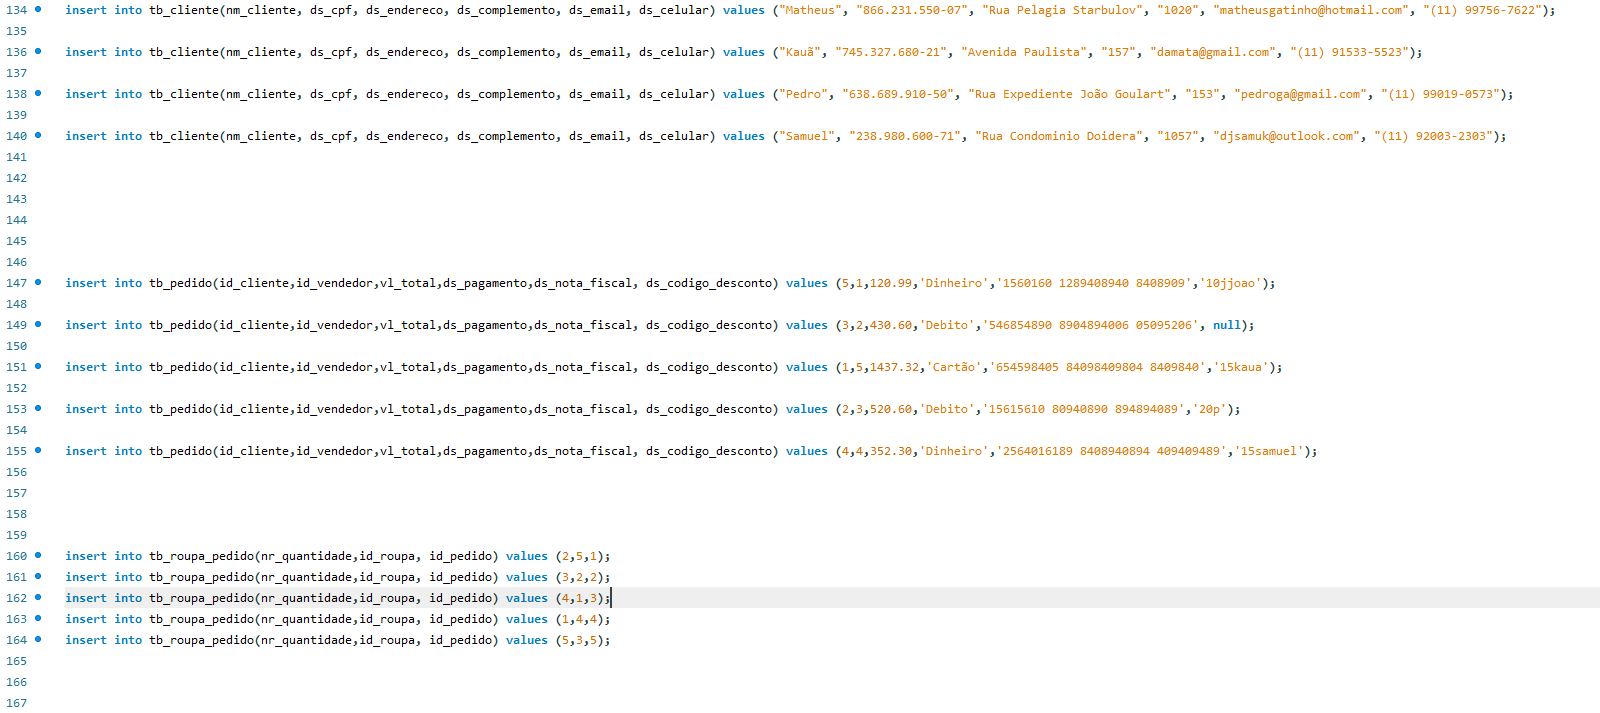 134 insert into tb_cliente(nm_cliente, ds_cpf, ds_endereco, ds_complemento, ds_email, ds_celular) values ("Matheus", "866.231.550-07", "Rua Pelagia Starbulov", "1020", "matheusgatinho@hotmail.com", "(11) 99756-7622");
135
136 insert into tb_cliente(nm_cliente, ds_cpf, ds_endereco, ds_complemento, ds_email, ds_celular) values ("Kauã", "745.327.680-21", "Avenida Paulista", "157", "damata@gmail.com", "(11) 91533-5523");
137
138 insert into tb_cliente(nm_cliente, ds_cpf, ds_endereco, ds_complemento, ds_email, ds_celular) values ("Pedro", "638.689.910-50", "Rua Expediente João Goulart", "153", "pedroga@gmail.com", "(11) 99019-0573");
139
140 insert into tb_cliente(nm_cliente, ds_cpf, ds_endereco, ds_complemento, ds_email, ds_celular) values ("Samuel", "238.980.600-71", "Rua Condominio Doidera", "1057", "djsamuk@outlook.com", "(11) 92003-2303");
141
142
143
144
145
146
147 insert into tb_pedido(id_cliente,id_vendedor,vl_total,ds_pagamento,ds_nota_fiscal, ds_codigo_desconto) values (5,1,120.99,'Dinheiro','1560160 1289408940 8408909','10jjoao');
148
149 insert into tb_pedido(id_cliente,id_vendedor,vl_total,ds_pagamento,ds_nota_fiscal, ds_codigo_desconto) values (3,2,430.60,'Debito','546854890 8904894006 05095206', null);
150
151 insert into tb_pedido(id_cliente,id_vendedor,vl_total,ds_pagamento,ds_nota_fiscal, ds_codigo_desconto) values (1,5,1437.32,'Cartão','654598405 84098409804 8409840','15kaua');
152
153 insert into tb_pedido(id_cliente,id_vendedor,vl_total,ds_pagamento,ds_nota_fiscal, ds_codigo_desconto) values (2,3,520.60,'Debito','15615610 80940890 894894089','20p');
154
155 insert into tb_pedido(id_cliente,id_vendedor,vl_total,ds_pagamento,ds_nota_fiscal, ds_codigo_desconto) values (4,4,352.30,'Dinheiro','2564016189 8408940894 409409489','15samuel');
156
157
158
159
160 insert into tb_roupa_pedido(nr_quantidade,id_roupa, id_pedido) values (2,5,1);
161 insert into tb_roupa_pedido(nr_quantidade,id_roupa, id_pedido) values (3,2,2);
162 insert into tb_roupa_pedido(nr_quantidade,id_roupa, id_pedido) values (4,1,3);
163 insert into tb_roupa_pedido(nr_quantidade,id_roupa, id_pedido) values (1,4,4);
164 insert into tb_roupa_pedido(nr_quantidade,id_roupa, id_pedido) values (5,3,5);
165
166
167